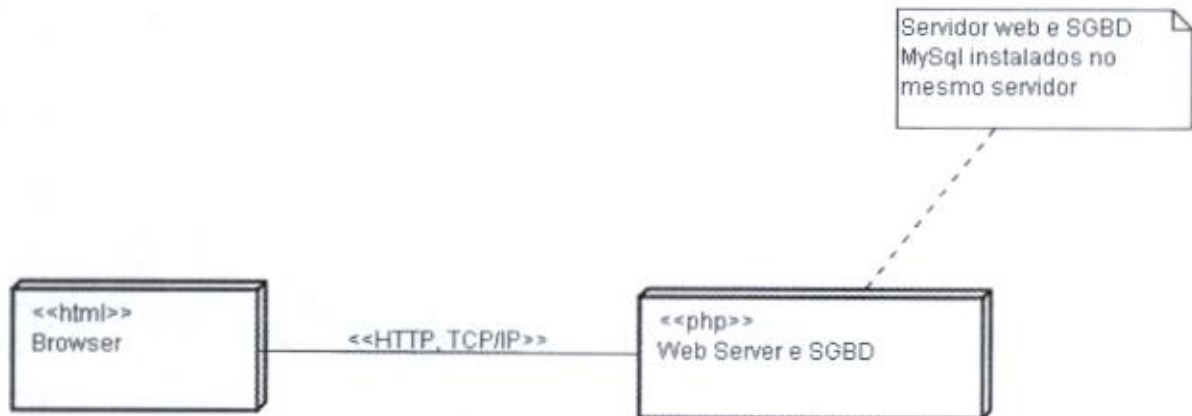 Servidor web e SGBD
MySql instalados no
mesmo servidor
<<html>>
Browser
<<HTTP, TCP/IP>>
<<php>>
Web Server e SGBD